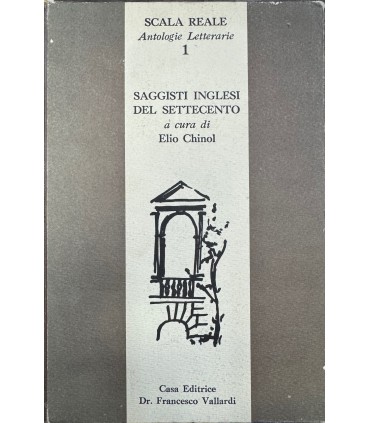 SCALA REALE
Antologie Letterarie
1
SAGGISTI INGLESI
DEL SETTECENTO
a cura di
Elio Chinol
Casa Editrice
Dr. Francesco Vallardi